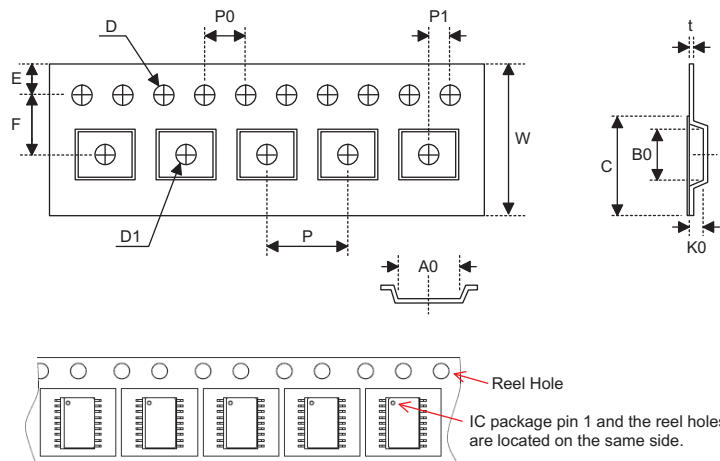 D
P0
P1
t
E
F
W
C
B0
D1
P
K0
A0
Reel Hole
IC package pin 1 and the reel holes
are located on the same side.